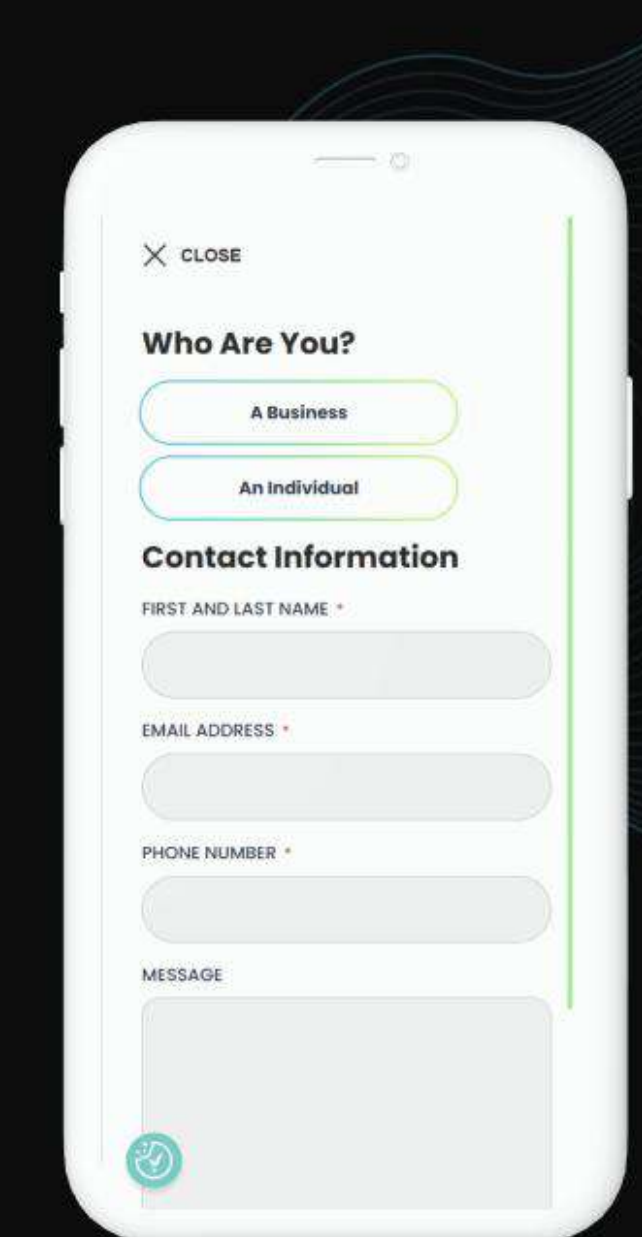 CLOSE
Who Are You?
A Business
An Individual
Contact Information
FIRST AND LAST NAME *
EMAIL ADDRESS *
PHONE NUMBER *
MESSAGE